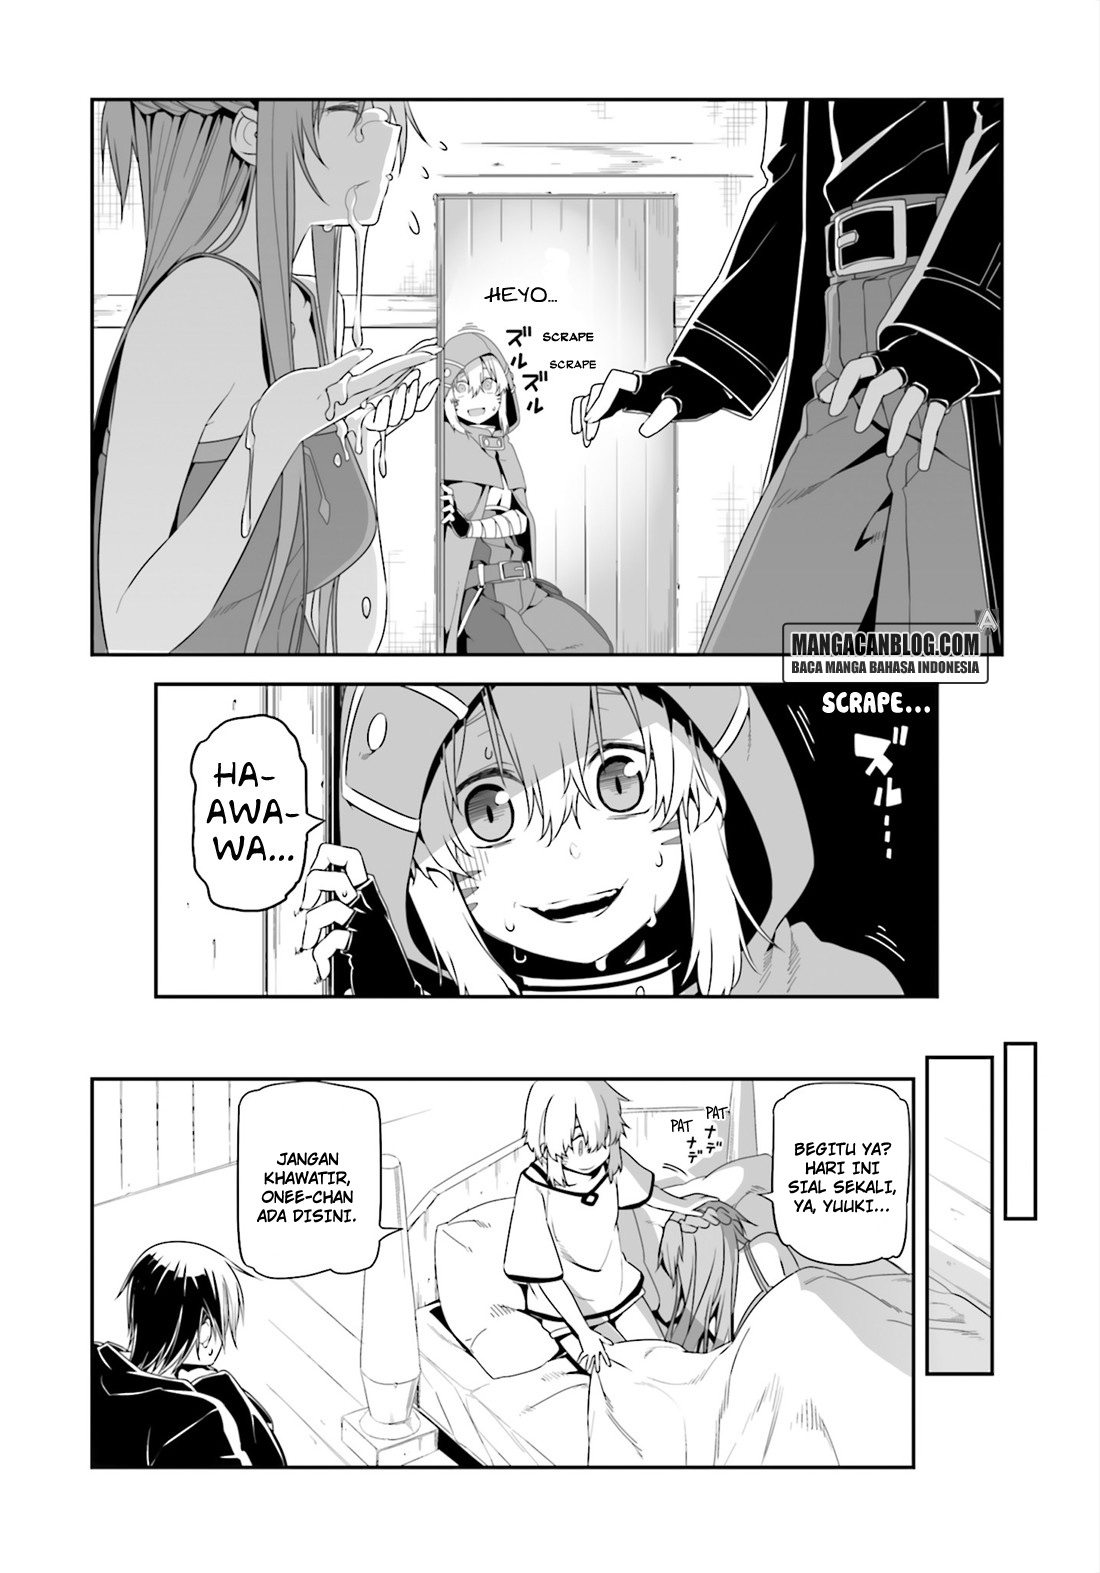 HEYO...
ズルズル
SCRAPE
SCRAPE
MANGACANBLOG.COM
BACA MANGA BAHASA INDONESIA
SCRAPE...
ズル……
HA-
AWA-
WA...
BEGITU YA?
HARI INI
SIAL SEKALI,
YA, YUUKI...
PAT
PAT
ナデ
ナデ
JANGAN
KHAWATIR,
ONEE-CHAN
ADA DISINI.